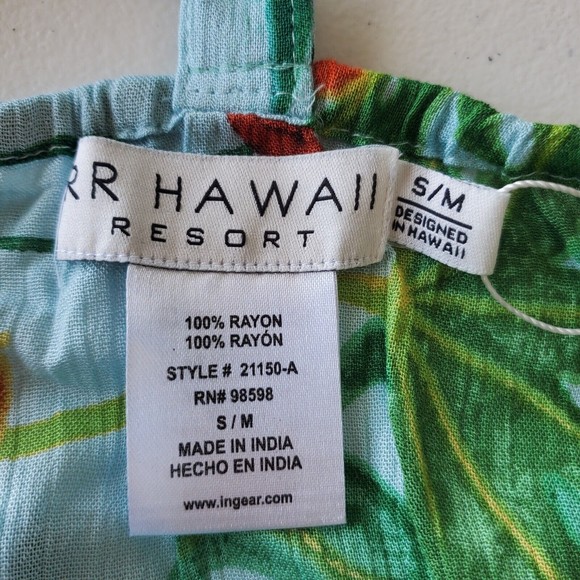 RR HAWAII
RESORT
S/M
DESIGNED
IN HAWAII
100% RAYON
100% RAYÓN
STYLE # 21150-A
RN# 98598
S / M
MADE IN INDIA
HECHO EN INDIA
www.ingear.com